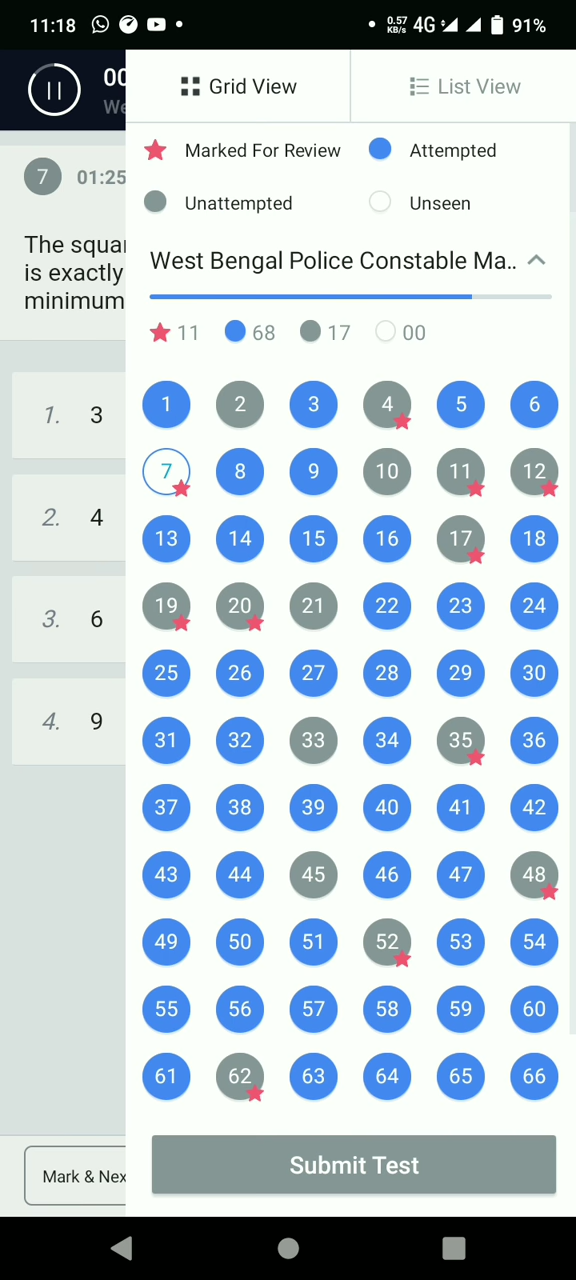 11:18 0.57 KB/s 4G 91%
00
We
Grid View List View
Marked For Review Attempted
Unattempted Unseen
7 01:25
The squar
is exactly
minimum
West Bengal Police Constable Ma..
11 68 17 00
1 2 3 4 5 6
7 8 9 10 11 12
13 14 15 16 17 18
19 20 21 22 23 24
25 26 27 28 29 30
31 32 33 34 35 36
37 38 39 40 41 42
43 44 45 46 47 48
49 50 51 52 53 54
55 56 57 58 59 60
61 62 63 64 65 66
1. 3
2. 4
3. 6
4. 9
Mark & Nex
Submit Test